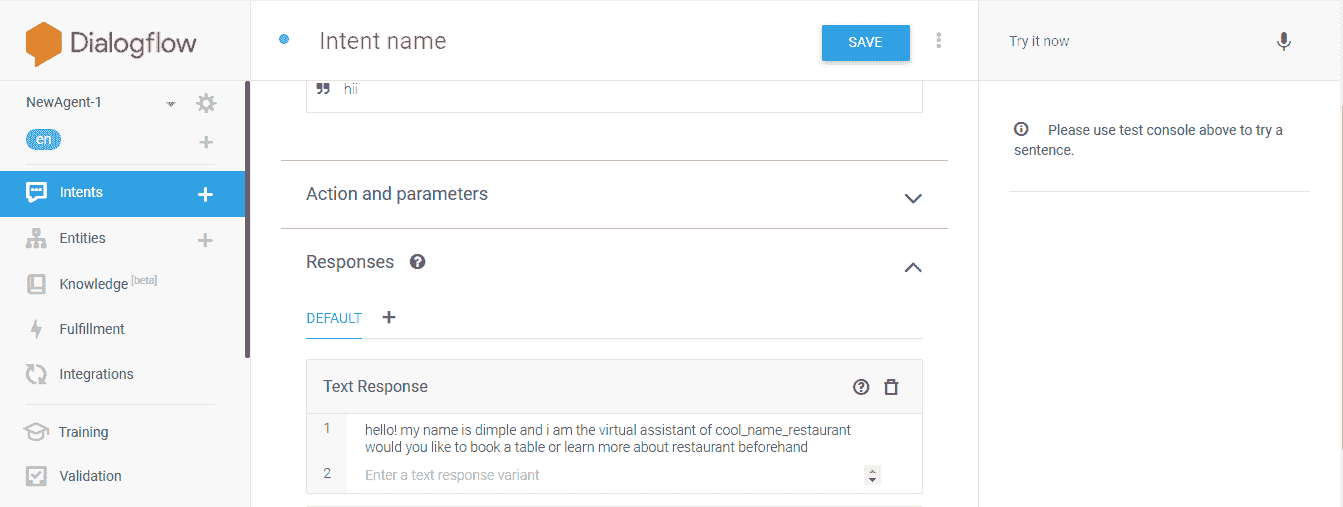 Dialogflow
Intent name
SAVE
Try it now
NewAgent-1
en
Intents
Entities
Knowledge [beta]
Fulfillment
Integrations
Training
Validation
hii
Action and parameters
Responses
DEFAULT
Text Response
1 hello! my name is dimple and i am the virtual assistant of cool_name_restaurant
would you like to book a table or learn more about restaurant beforehand
2 Enter a text response variant
Please use test console above to try a
sentence.